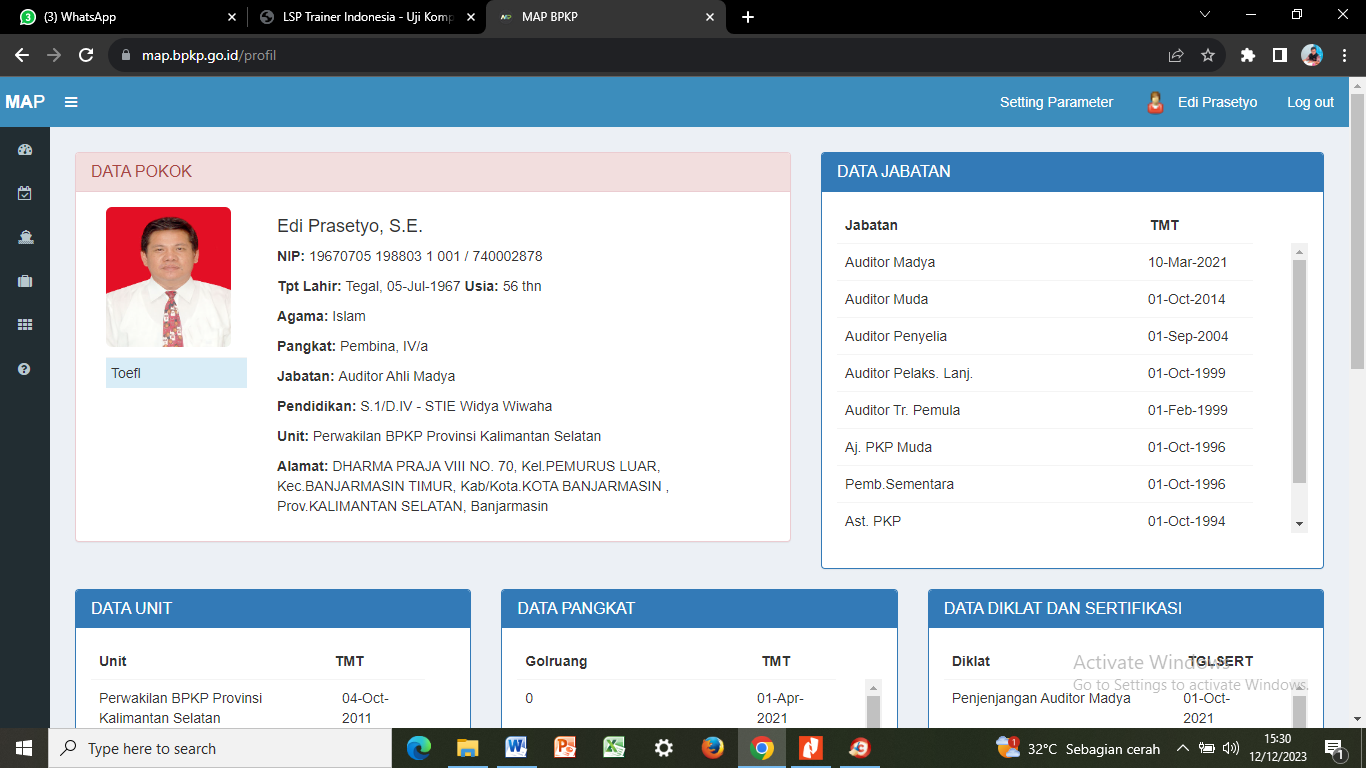 (3) WhatsApp
LSP Trainer Indonesia - Uji Komp
MAP BPKP
map.bpkp.go.id/profil
MAP
Setting Parameter
Edi Prasetyo
Log out
DATA POKOK
Edi Prasetyo, S.E.
NIP: 19670705 198803 1 001 / 740002878
Tpt Lahir: Tegal, 05-Jul-1967 Usia: 56 thn
Agama: Islam
Pangkat: Pembina, IV/a
Jabatan: Auditor Ahli Madya
Pendidikan: S.1/D.IV - STIE Widya Wiwaha
Unit: Perwakilan BPKP Provinsi Kalimantan Selatan
Alamat: DHARMA PRAJA VIII NO. 70, Kel.PEMURUS LUAR,
Kec.BANJARMASIN TIMUR, Kab/Kota.KOTA BANJARMASIN ,
Prov.KALIMANTAN SELATAN, Banjarmasin
Toefl
DATA JABATAN
Jabatan TMT
Auditor Madya 10-Mar-2021
Auditor Muda 01-Oct-2014
Auditor Penyelia 01-Sep-2004
Auditor Pelaks. Lanj. 01-Oct-1999
Auditor Tr. Pemula 01-Feb-1999
Aj. PKP Muda 01-Oct-1996
Pemb.Sementara 01-Oct-1996
Ast. PKP 01-Oct-1994
DATA UNIT
Unit TMT
Perwakilan BPKP Provinsi 04-Oct-
Kalimantan Selatan 2011
DATA PANGKAT
Golruang TMT
0 01-Apr-
2021
DATA DIKLAT DAN SERTIFIKASI
Diklat TGLSERT
Penjenjangan Auditor Madya 01-Oct-
2021
Activate Windows
Go to Settings to activate Windows.
Type here to search
1
32°C Sebagian cerah
15:30
12/12/2023
1